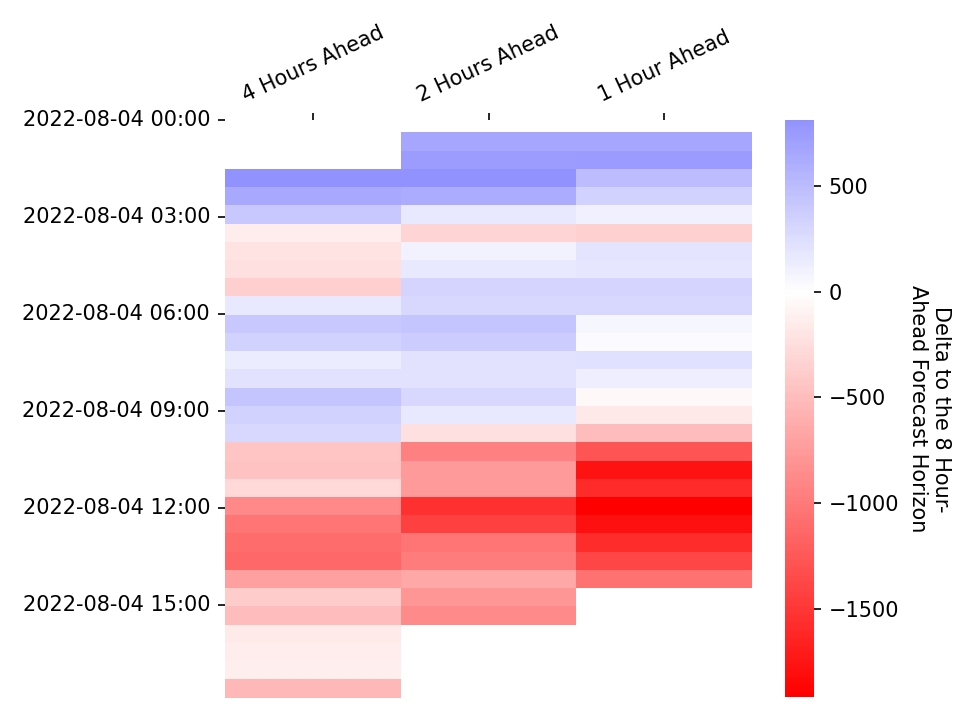 4 Hours Ahead
2 Hours Ahead
1 Hour Ahead
2022-08-04 00:00
2022-08-04 03:00
2022-08-04 06:00
2022-08-04 09:00
2022-08-04 12:00
2022-08-04 15:00
500
0
−500
−1000
−1500
Delta to the 8 Hour-
Ahead Forecast Horizon